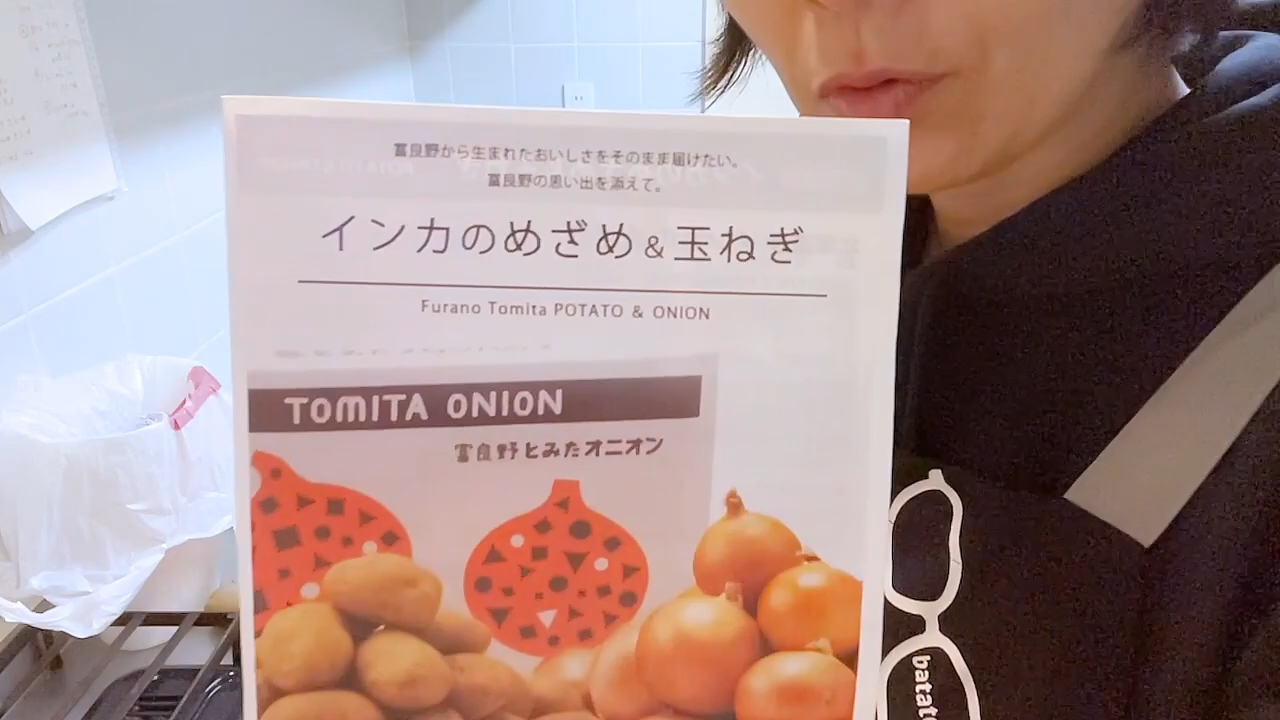 富良野から生まれたおいしさをそのまま届けたい。
富良野の思い出を添えて。
インカのめざめ&玉ねぎ
Furano Tomita POTATO & ONION
TOMITA ONION
富良野とみたオニオン